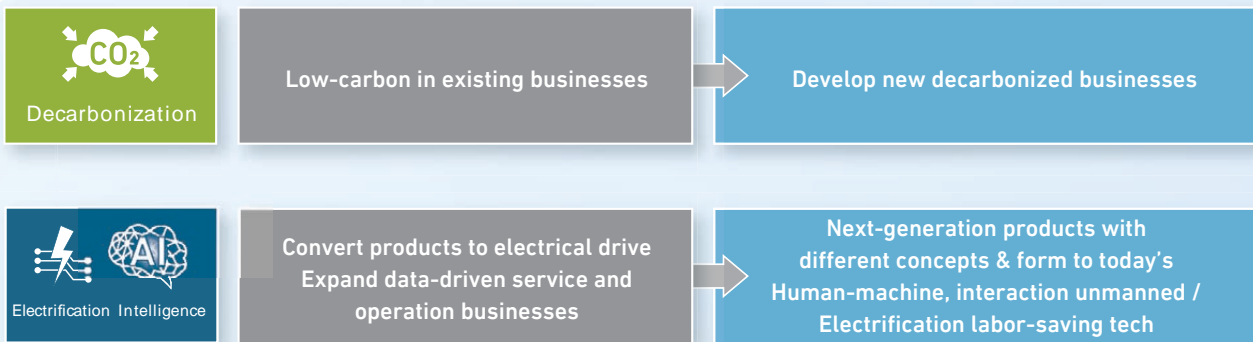 CO2
Decarbonization
Low-carbon in existing businesses
Develop new decarbonized businesses
AI
Electrification Intelligence
Convert products to electrical drive
Expand data-driven service and
operation businesses
Next-generation products with
different concepts & form to today's
Human-machine, interaction unmanned /
Electrification labor-saving tech